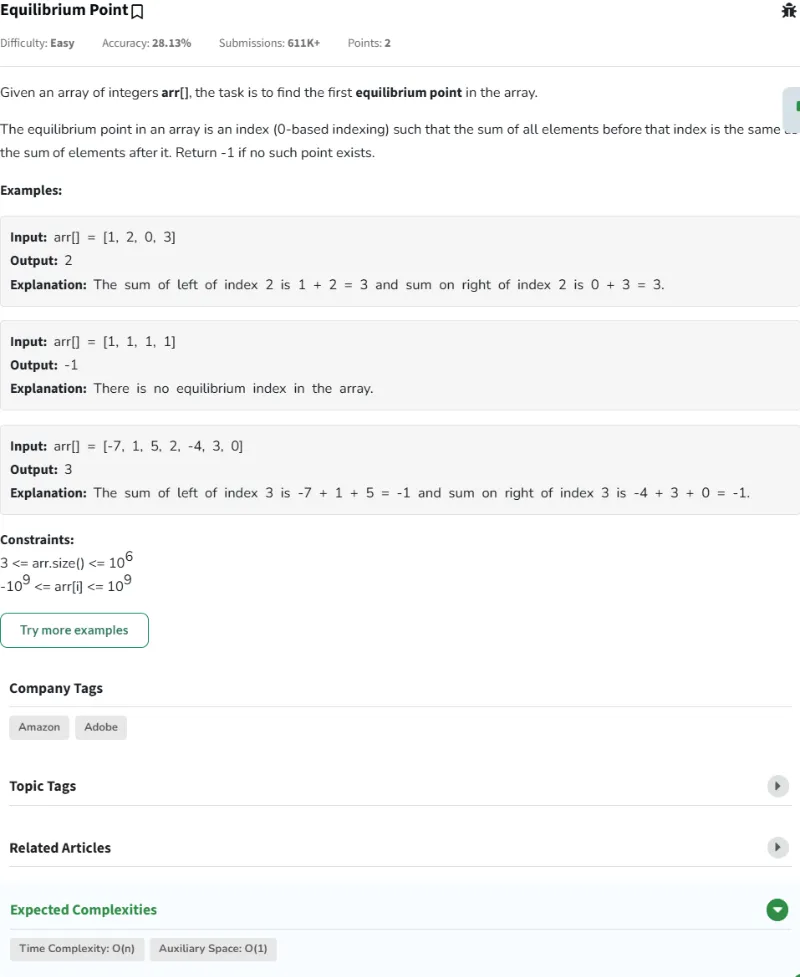 Equilibrium Point
Difficulty: Easy Accuracy: 28.13% Submissions: 611K+ Points: 2
Given an array of integers arr[], the task is to find the first equilibrium point in the array.
The equilibrium point in an array is an index (0-based indexing) such that the sum of all elements before that index is the same as
the sum of elements after it. Return -1 if no such point exists.
Examples:
Input: arr[] = [1, 2, 0, 3]
Output: 2
Explanation: The sum of left of index 2 is 1 + 2 = 3 and sum on right of index 2 is 0 + 3 = 3.
Input: arr[] = [1, 1, 1, 1]
Output: -1
Explanation: There is no equilibrium index in the array.
Input: arr[] = [-7, 1, 5, 2, -4, 3, 0]
Output: 3
Explanation: The sum of left of index 3 is -7 + 1 + 5 = -1 and sum on right of index 3 is -4 + 3 + 0 = -1.
Constraints:
3 <= arr.size() <= 10⁶
-10⁹ <= arr[i] <= 10⁹
Try more examples
Company Tags
Amazon Adobe
Topic Tags
Related Articles
Expected Complexities
Time Complexity: O(n) Auxiliary Space: O(1)